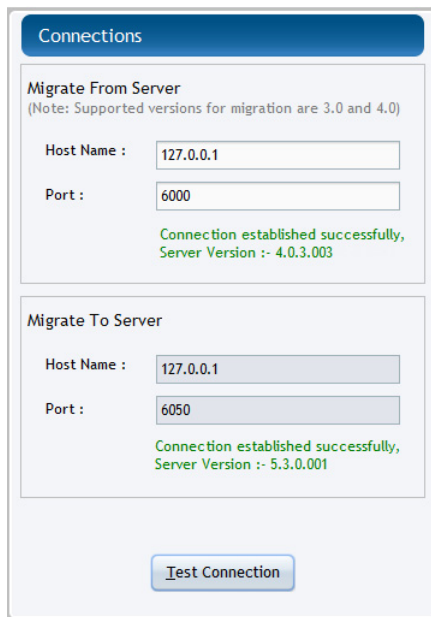 Connections
Migrate From Server
(Note: Supported versions for migration are 3.0 and 4.0)
Host Name : 127.0.0.1
Port : 6000
Connection established successfully,
Server Version :- 4.0.3.003
Migrate To Server
Host Name : 127.0.0.1
Port : 6050
Connection established successfully,
Server Version :- 5.3.0.001
Test Connection